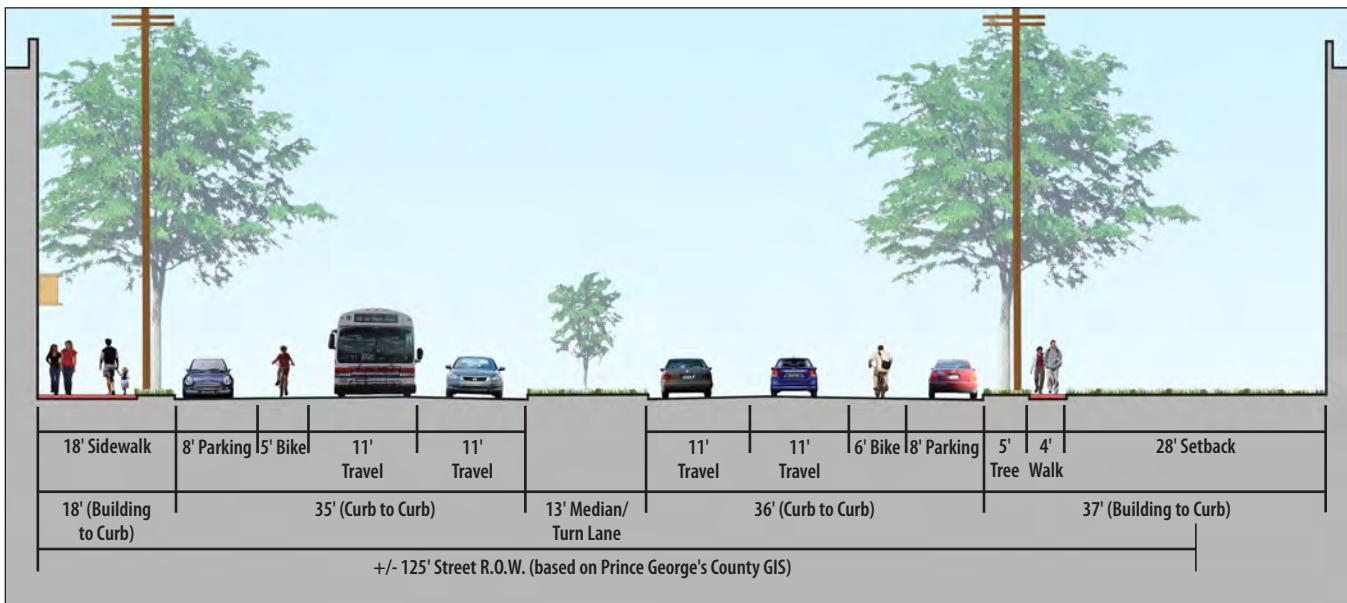 18' Sidewalk
8' Parking
5' Bike
11'
Travel
11'
Travel
11'
Travel
11'
Travel
6' Bike
8' Parking
5'
Tree
4'
Walk
28' Setback
18' (Building
to Curb)
35' (Curb to Curb)
13' Median/
Turn Lane
36' (Curb to Curb)
37' (Building to Curb)
+/- 125' Street R.O.W. (based on Prince George's County GIS)